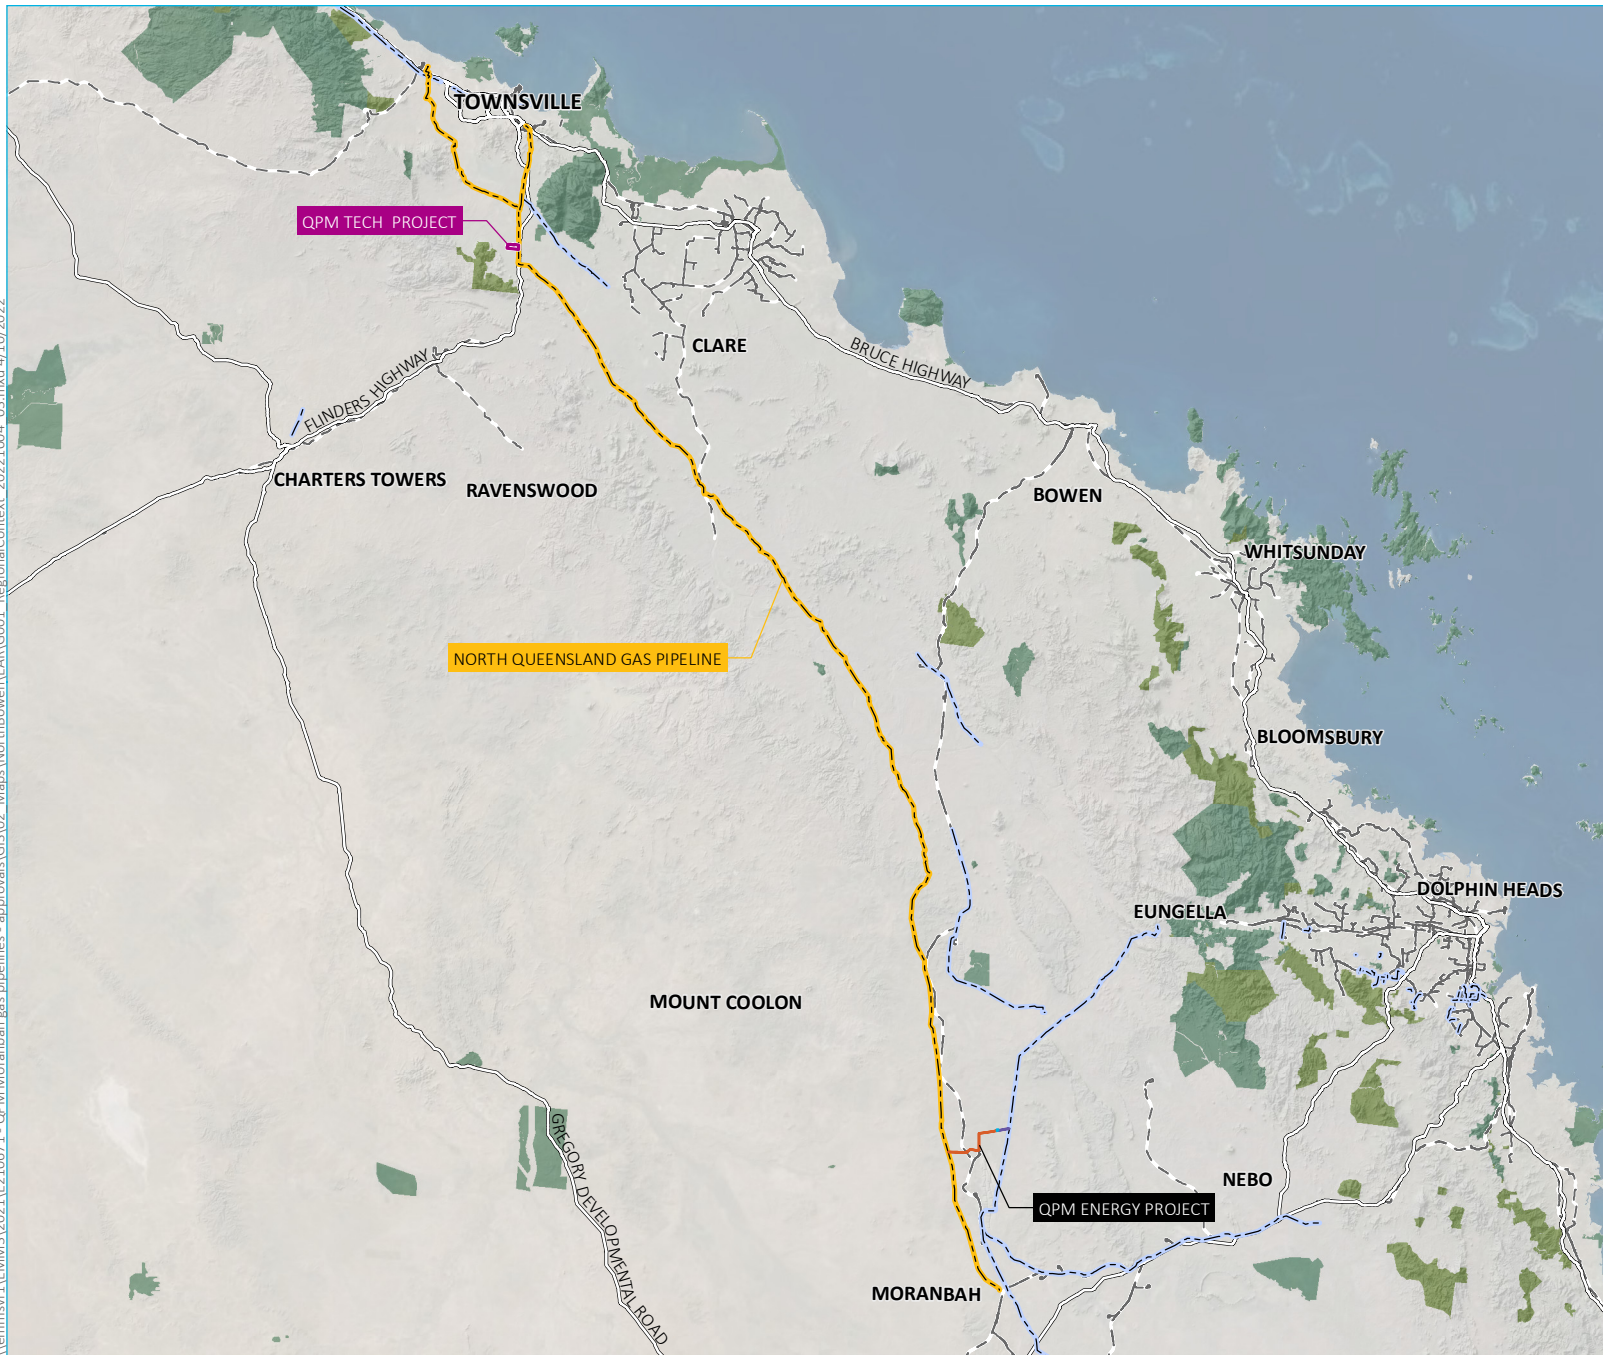 TOWNSVILLE
QPM TECH PROJECT
CLARE
BRUCE HIGHWAY
FLINDERS HIGHWAY
CHARTERS TOWERS
RAVENSWOOD
BOWEN
WHITSUNDAY
NORTH QUEENSLAND GAS PIPELINE
BLOOMSBURY
DOLPHIN HEADS
EUNGELLA
MOUNT COOLON
GREGORY DEVELOPMENTAL ROAD
NEBO
QPM ENERGY PROJECT
MORANBAH